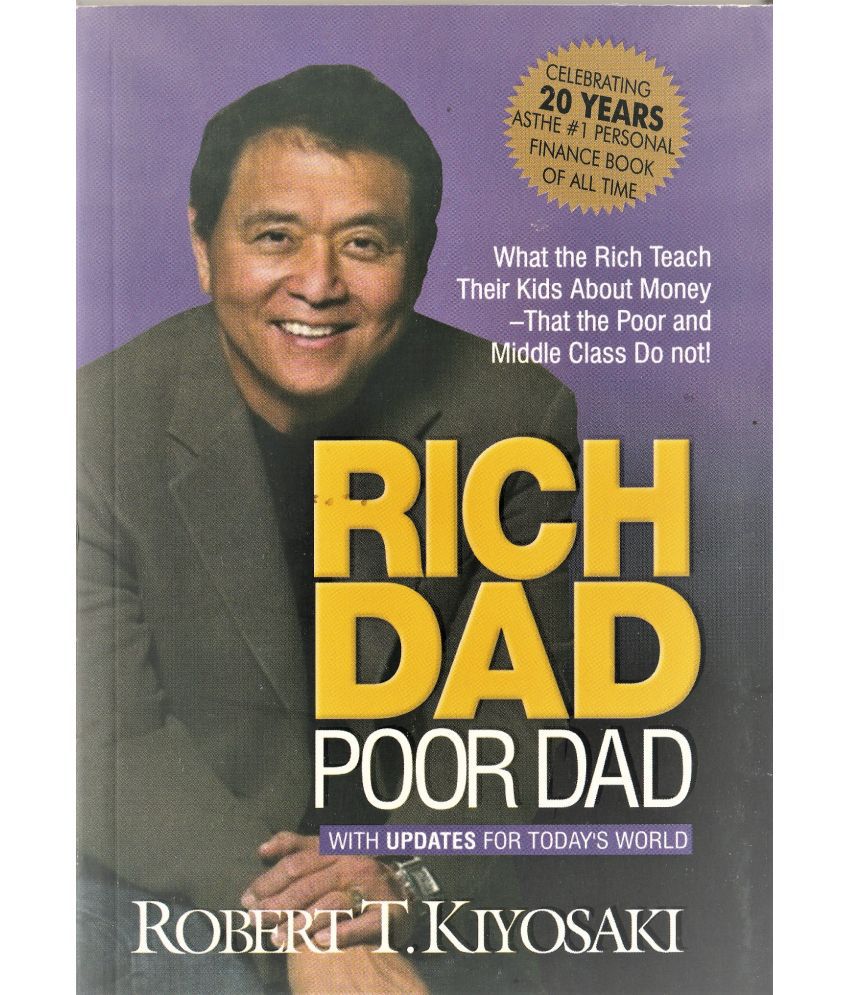 CELEBRATING
20 YEARS
ASTHE #1 PERSONAL
FINANCE BOOK
OF ALL TIME
What the Rich Teach
Their Kids About Money
–That the Poor and
Middle Class Do not!
RICH
DAD
POOR DAD
WITH UPDATES FOR TODAY'S WORLD
ROBERT T. KIYOSAKI